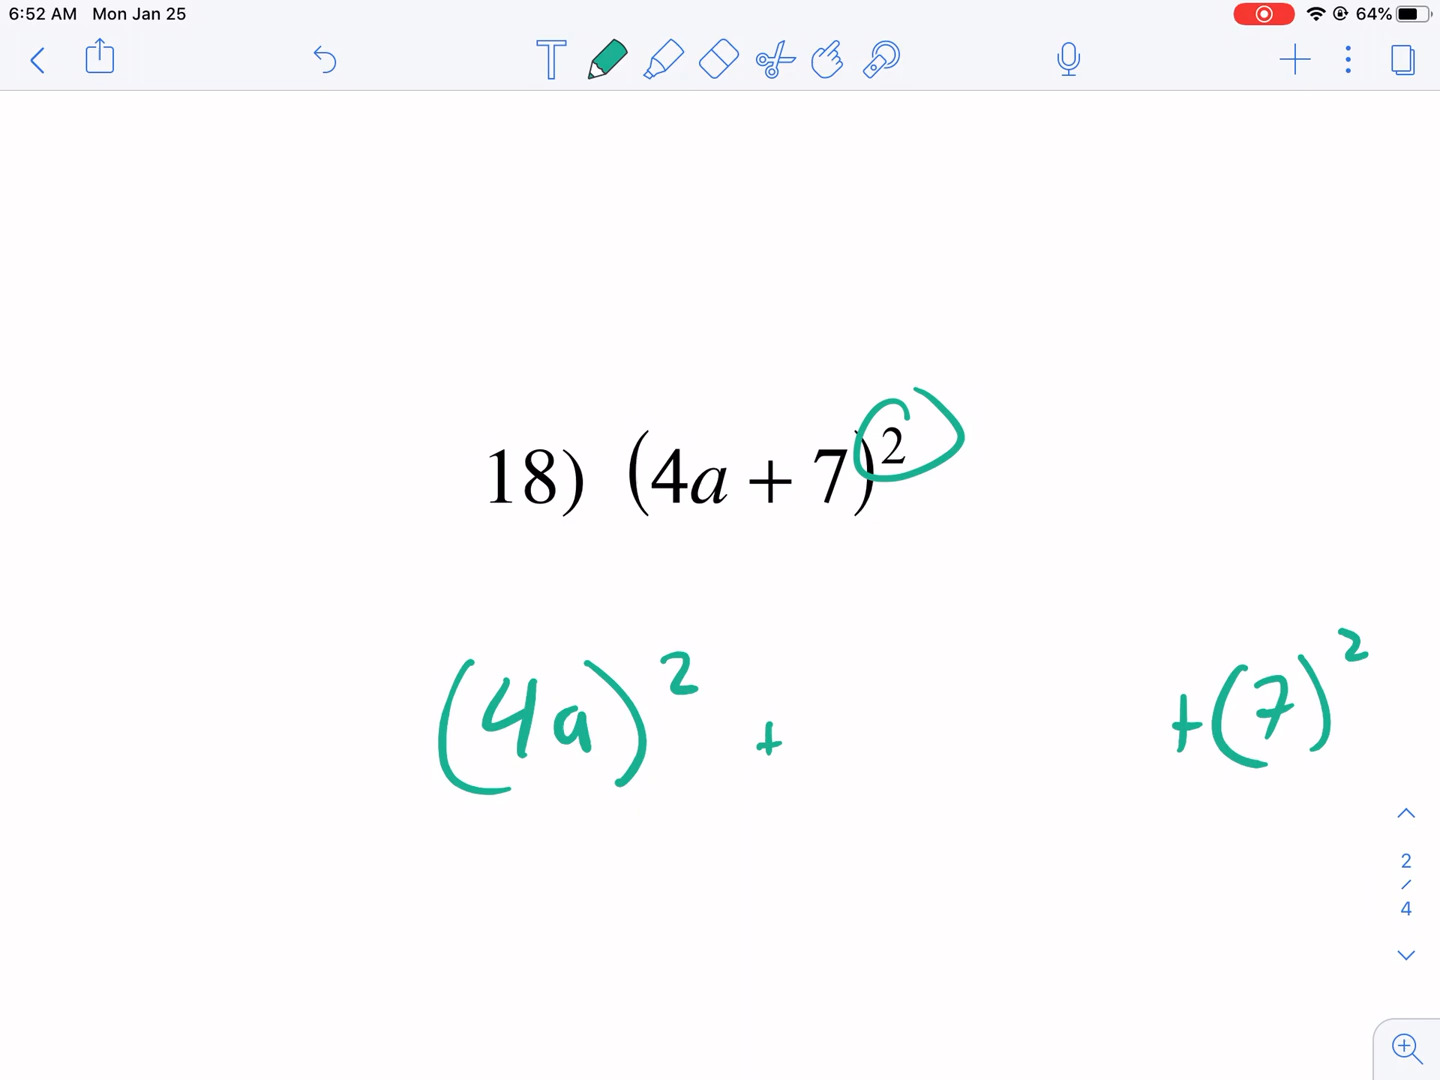 6:52 AM Mon Jan 25 64%
T
18) (4a + 7)²
(4a)² + + (7)²
2
/
4